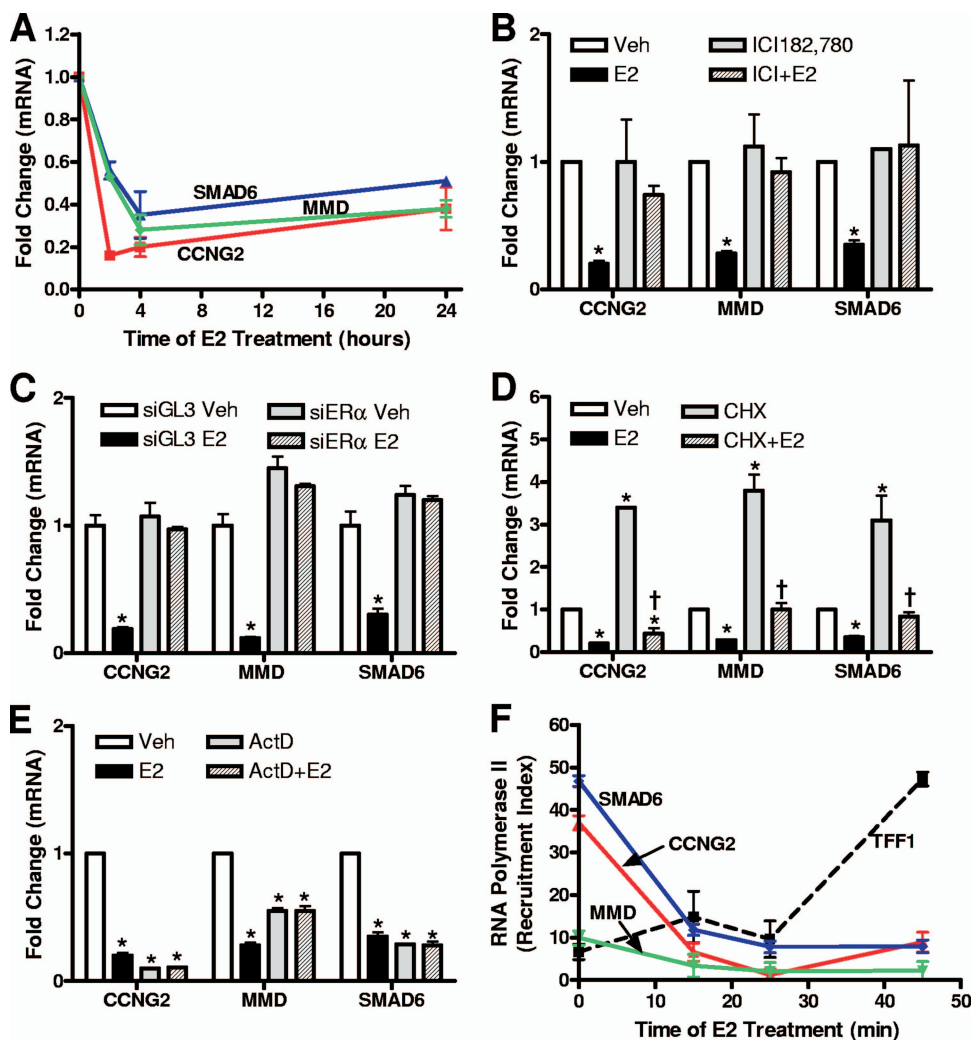 A
Fold Change (mRNA)
1.2
1.0
0.8
0.6
0.4
0.2
0.0
SMAD6
MMD
CCNG2
0 4 8 12 16 20 24
Time of E2 Treatment (hours)
B
Fold Change (mRNA)
2
1
0
Veh
E2
ICI182,780
ICI+E2
* * *
CCNG2 MMD SMAD6
C
Fold Change (mRNA)
2
1
0
siGL3 Veh
siGL3 E2
siERα Veh
siERα E2
* * *
CCNG2 MMD SMAD6
D
Fold Change (mRNA)
6
5
4
3
2
1
0
Veh
E2
CHX
CHX+E2
* * *
† † †
* * * *
CCNG2 MMD SMAD6
E
Fold Change (mRNA)
2
1
0
Veh
E2
ActD
ActD+E2
* * * * * * * * *
CCNG2 MMD SMAD6
F
RNA Polymerase II
(Recruitment Index)
60
50
40
30
20
10
0
SMAD6
CCNG2
TFF1
MMD
0 10 20 30 40 50
Time of E2 Treatment (min)